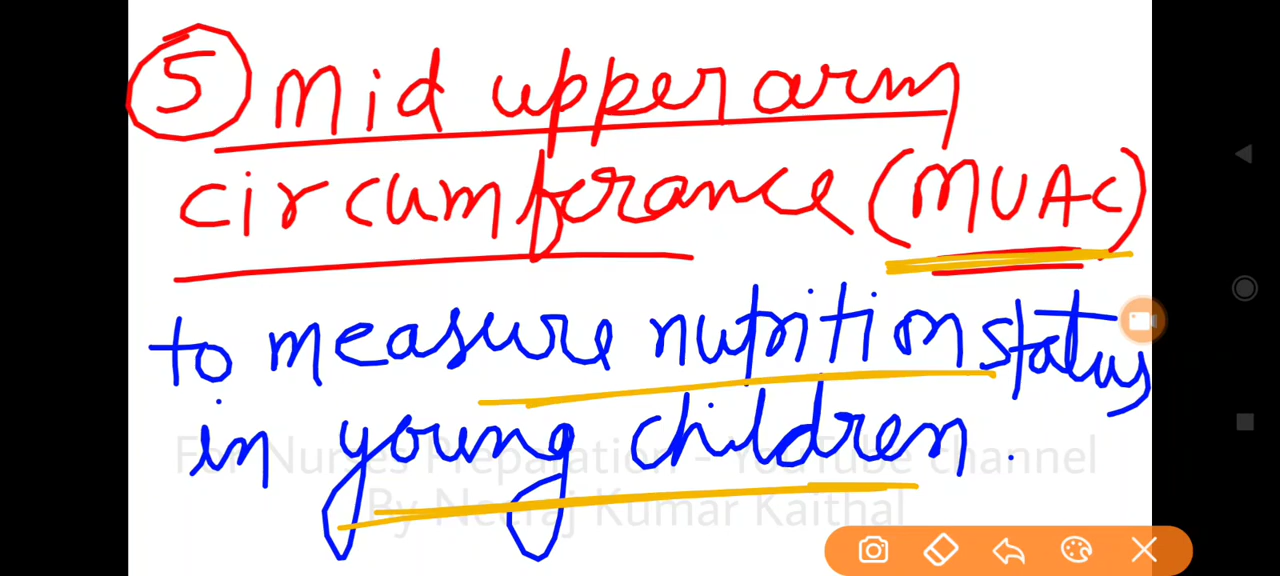 5 Mid upper arm
circumferance (MUAC)
to measure nutrition status
in young children.
For Nurses Preparation - YouTube channel
By Neeraj Kumar Kaithal